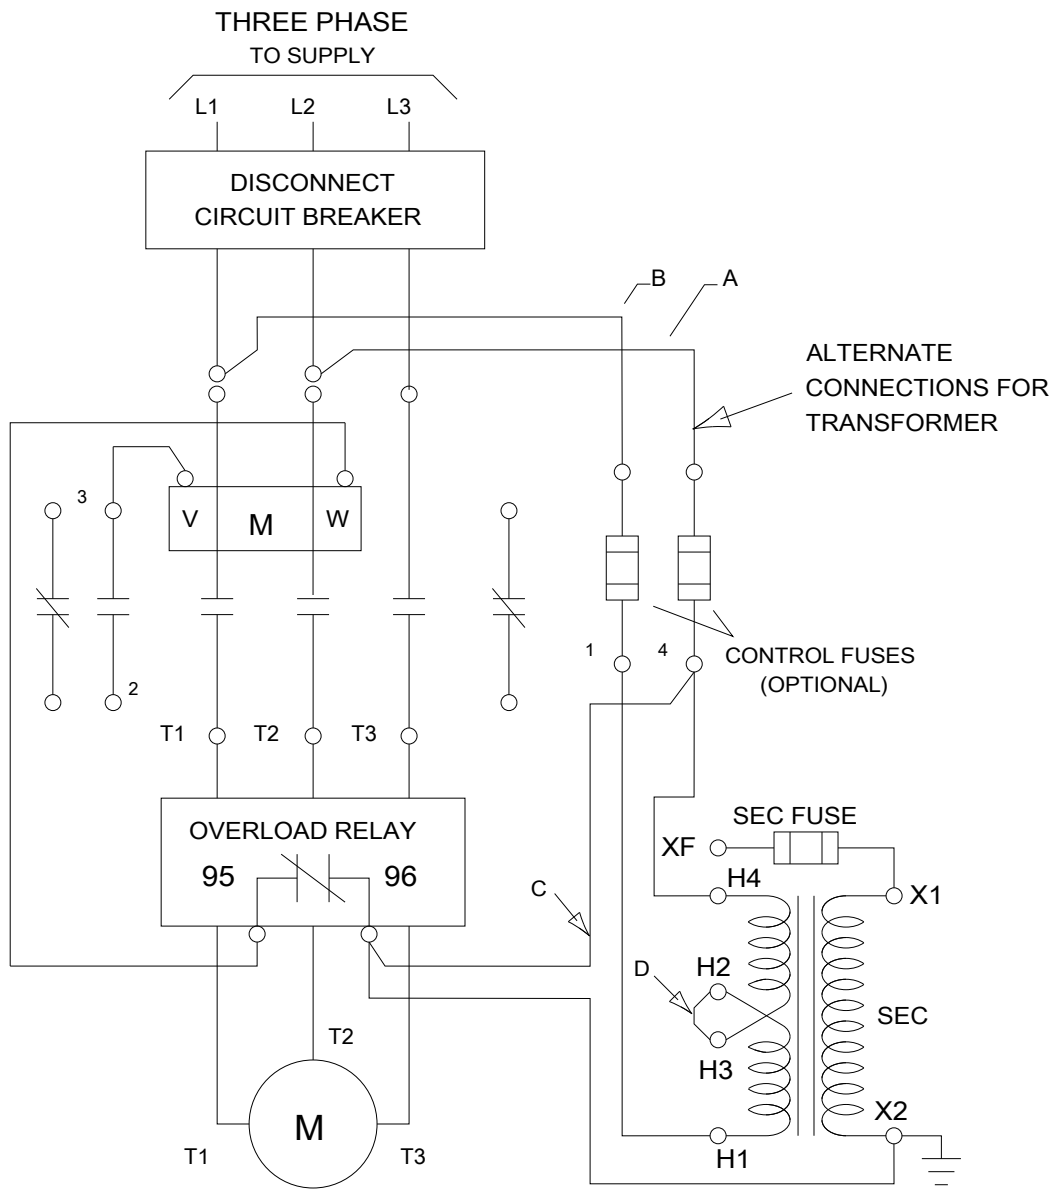 THREE PHASE
TO SUPPLY
L1 L2 L3
DISCONNECT
CIRCUIT BREAKER
B A
ALTERNATE
CONNECTIONS FOR
TRANSFORMER
3
V M W
1 4
CONTROL FUSES
(OPTIONAL)
2
T1 T2 T3
OVERLOAD RELAY
95 96
SEC FUSE
XF
H4
X1
C
D
H2
SEC
H3
T2
M
T1 T3
X2
H1